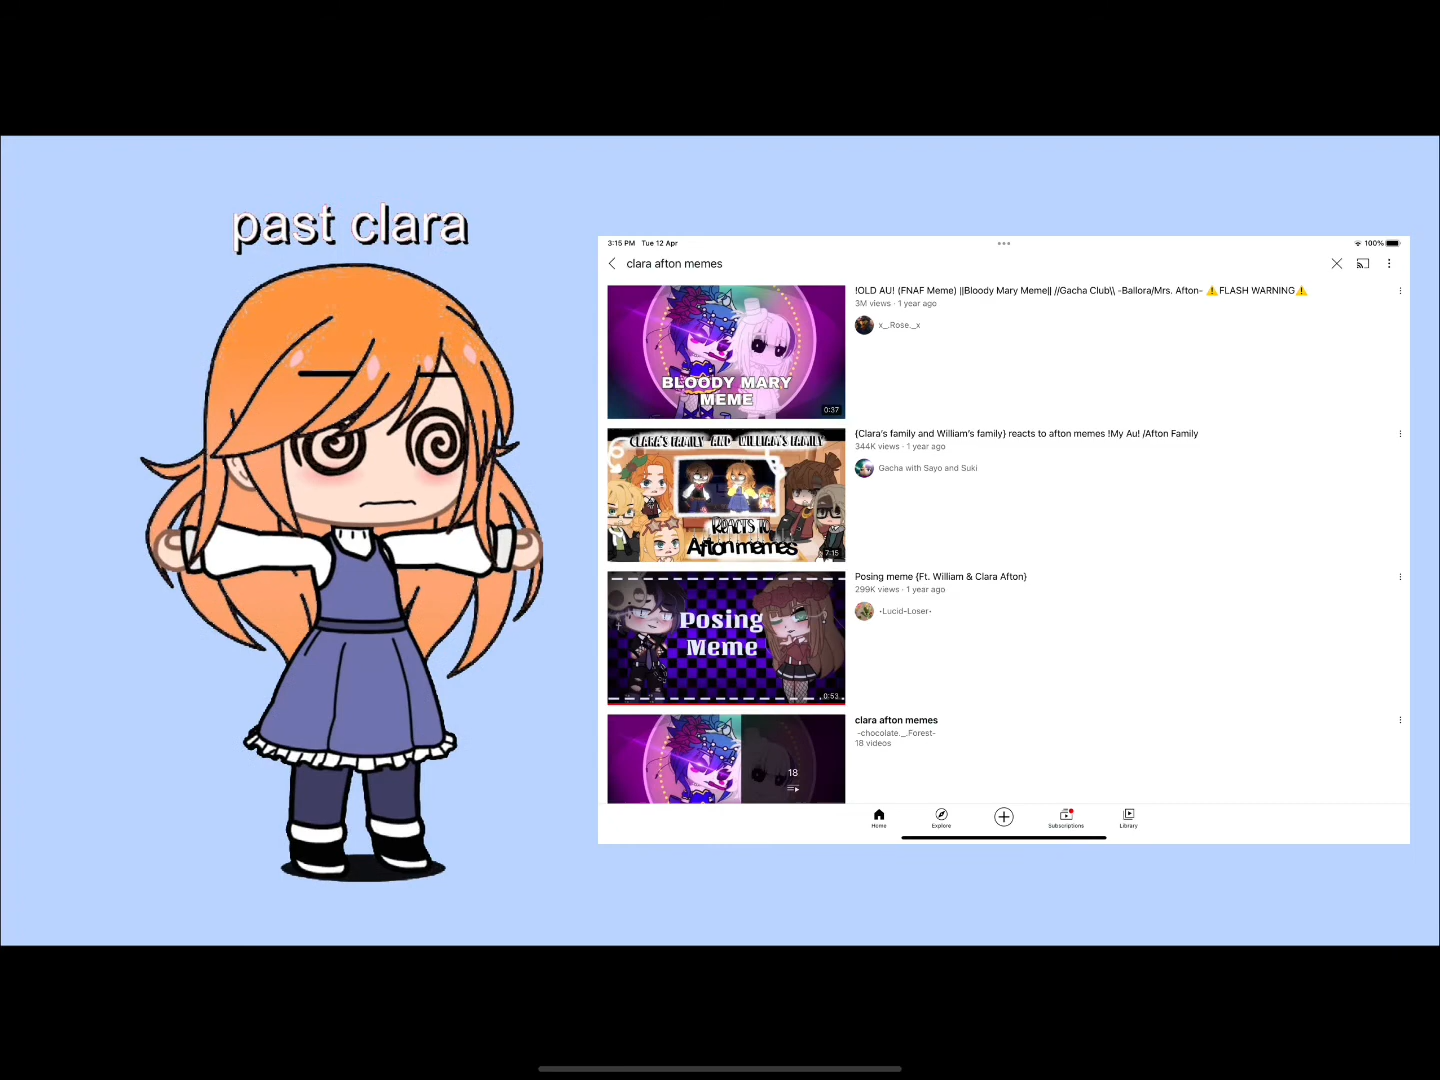 past clara
3:15 PM Tue 12 Apr
100%
clara afton memes
!OLD AU! (FNAF Meme) ||Bloody Mary Meme|| //Gacha Club\\ -Ballora/Mrs. Afton- ⚠️FLASH WARNING⚠️
3M views · 1 year ago
x_.Rose._x
BLOODY MARY
MEME
0:37
{Clara's family and William's family} reacts to afton memes !My Au! /Afton Family
344K views · 1 year ago
Gacha with Sayo and Suki
CLARA'S FAMILY AND WILLIAM'S FAMILY
REACTS TO
Afton memes
7:15
Posing meme {Ft. William & Clara Afton}
299K views · 1 year ago
·Lucid-Loser·
Posing
Meme
0:53
clara afton memes
-chocolate._.Forest-
18 videos
18
Home Explore Subscriptions Library